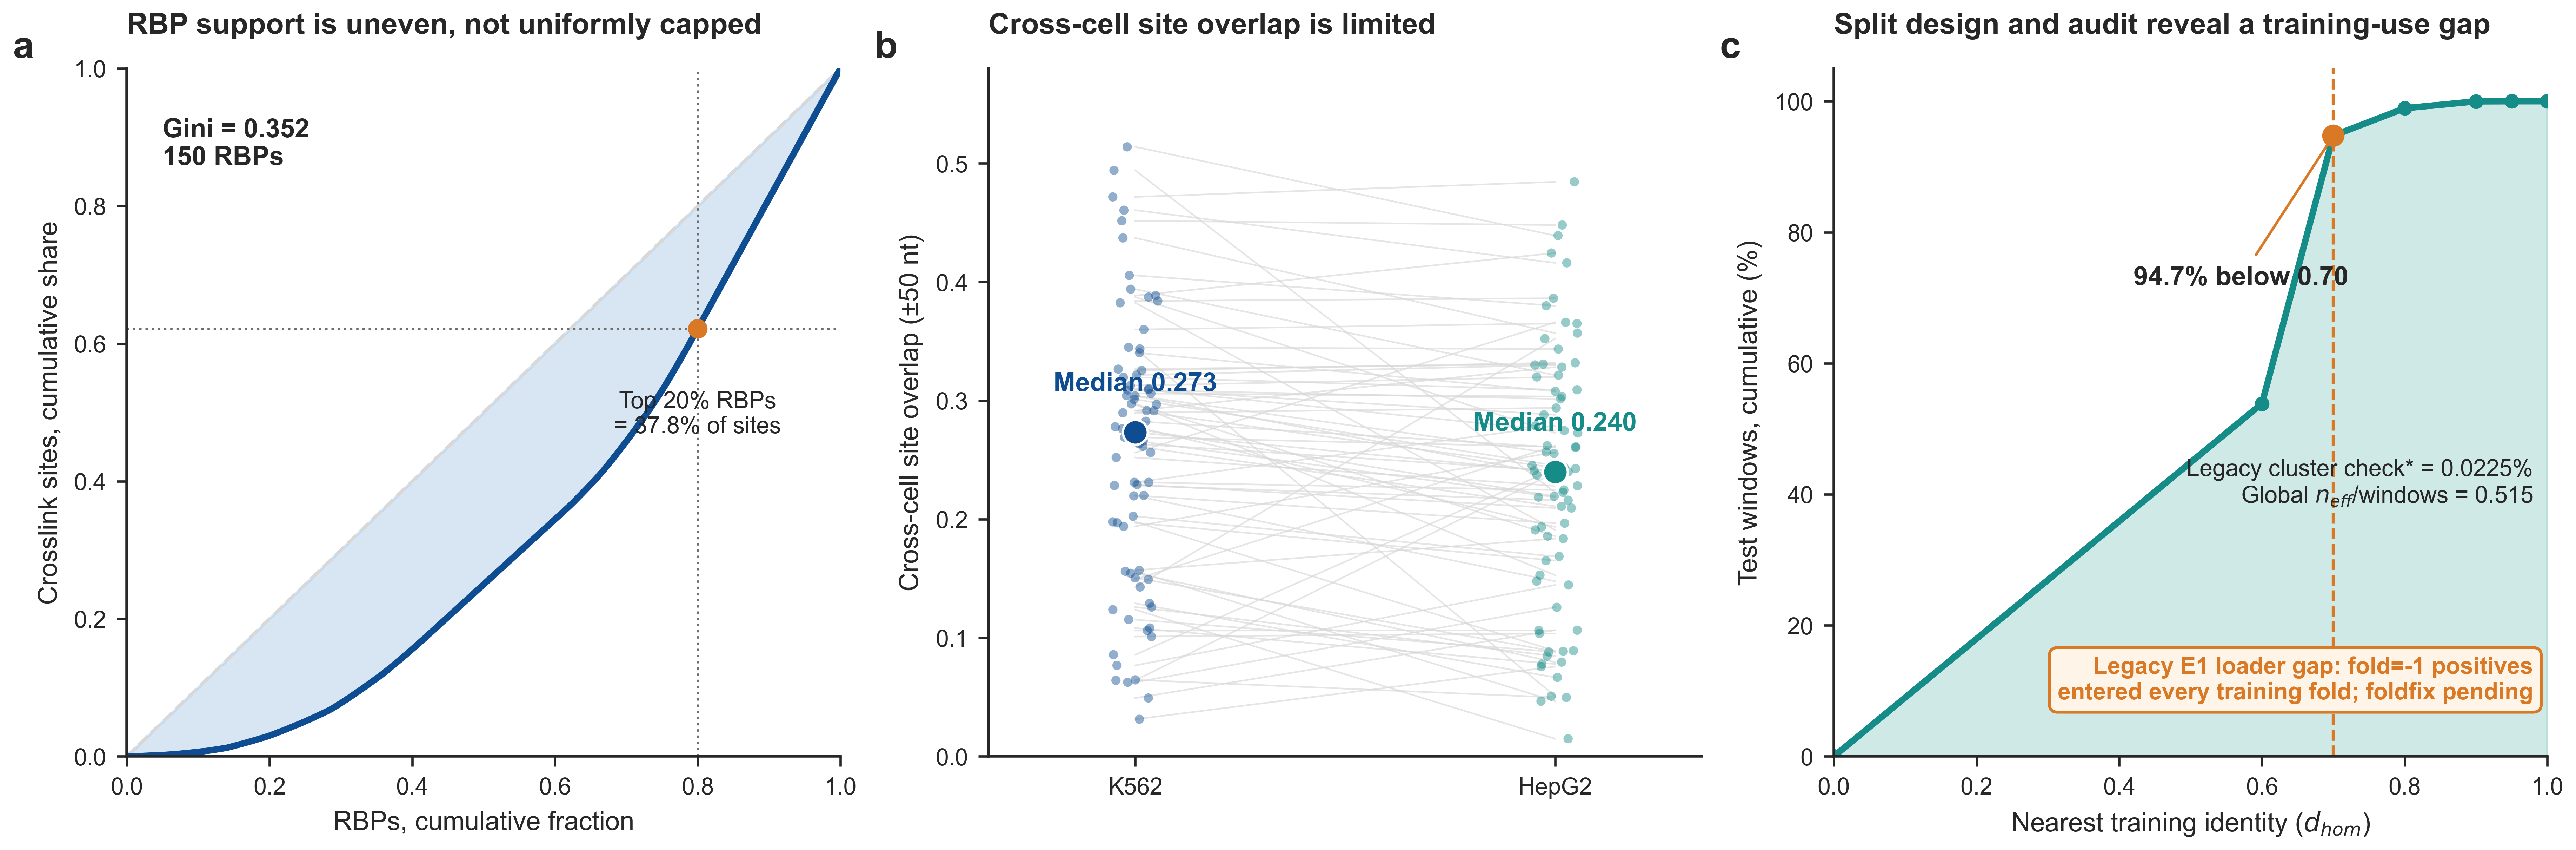 a
RBP support is uneven, not uniformly capped
Crosslink sites, cumulative share
1.0
0.8
0.6
0.4
0.2
0.0
Gini = 0.352
150 RBPs
Top 20% RBPs
= 37.8% of sites
0.0 0.2 0.4 0.6 0.8 1.0
RBPs, cumulative fraction
b
Cross-cell site overlap is limited
Cross-cell site overlap (±50 nt)
0.5
0.4
0.3
0.2
0.1
0.0
Median 0.273
Median 0.240
K562 HepG2
c
Split design and audit reveal a training-use gap
Test windows, cumulative (%)
100
80
60
40
20
0
94.7% below 0.70
Legacy cluster check* = 0.0225%
Global n_eff/windows = 0.515
Legacy E1 loader gap: fold=-1 positives
entered every training fold; foldfix pending
0.0 0.2 0.4 0.6 0.8 1.0
Nearest training identity (d_hom)